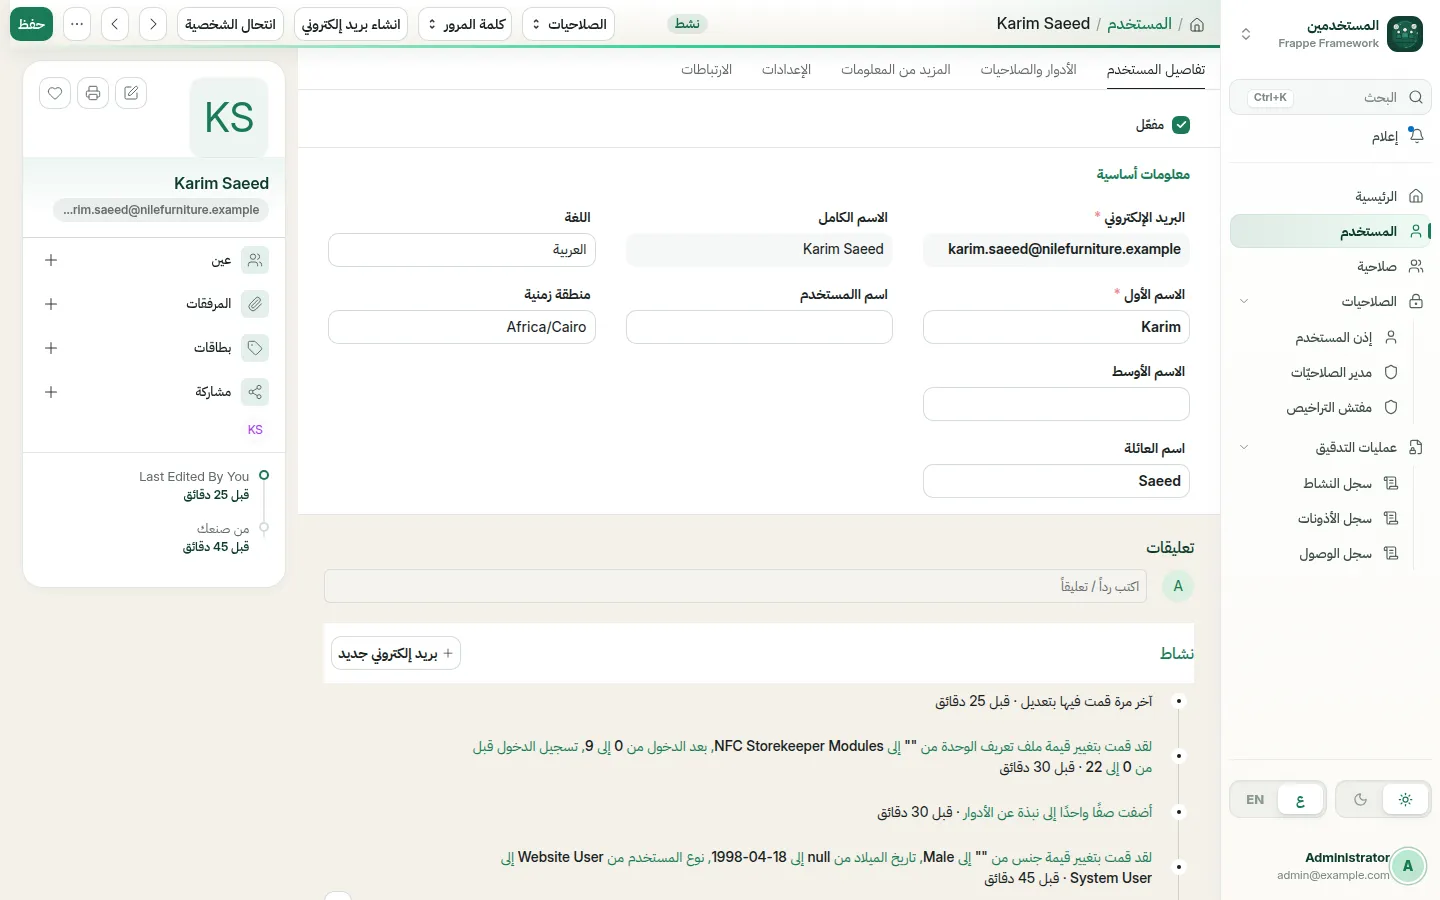 المستخدمين
Frappe Framework
البحث
Ctrl+K
إعلام
الرئيسية
المستخدم
صلاحية
الصلاحيات
إذن المستخدم
مدير الصلاحيّات
مفتش التراخيص
عمليات التدقيق
سجل النشاط
سجل الأذونات
سجل الوصول
ع
EN
Administrator
A
admin@example.com
المستخدم / Karim Saeed
نشط
الصلاحيات
كلمة المرور
انشاء بريد إلكتروني
انتحال الشخصية
حفظ
تفاصيل المستخدم
الأدوار والصلاحيات
المزيد من المعلومات
الإعدادات
الارتباطات
مفعّل
معلومات أساسية
البريد الإلكتروني *
الاسم الكامل
اللغة
karim.saeed@nilefurniture.example
Karim Saeed
العربية
الاسم الأول *
اسم االمستخدم
منطقة زمنية
Karim
Africa/Cairo
الاسم الأوسط
اسم العائلة
Saeed
تعليقات
A
اكتب رداً / تعليقاً
نشاط
+ بريد إلكتروني جديد
آخر مرة قمت فيها بتعديل · قبل 25 دقائق
لقد قمت بتغيير قيمة ملف تعريف الوحدة من "" إلى NFC Storekeeper Modules, بعد الدخول من 0 إلى 9, تسجيل الدخول قبل
من 0 إلى 22 · قبل 30 دقائق
أضفت صفًا واحدًا إلى نبذة عن الأدوار · قبل 30 دقائق
لقد قمت بتغيير قيمة جنس من "" إلى Male, تاريخ الميلاد من null إلى 1998-04-18, نوع المستخدم من Website User إلى
System User · قبل 45 دقائق
KS
Karim Saeed
...rim.saeed@nilefurniture.example
عين
المرفقات
بطاقات
مشاركة
KS
Last Edited By You
قبل 25 دقائق
من صنعك
قبل 45 دقائق